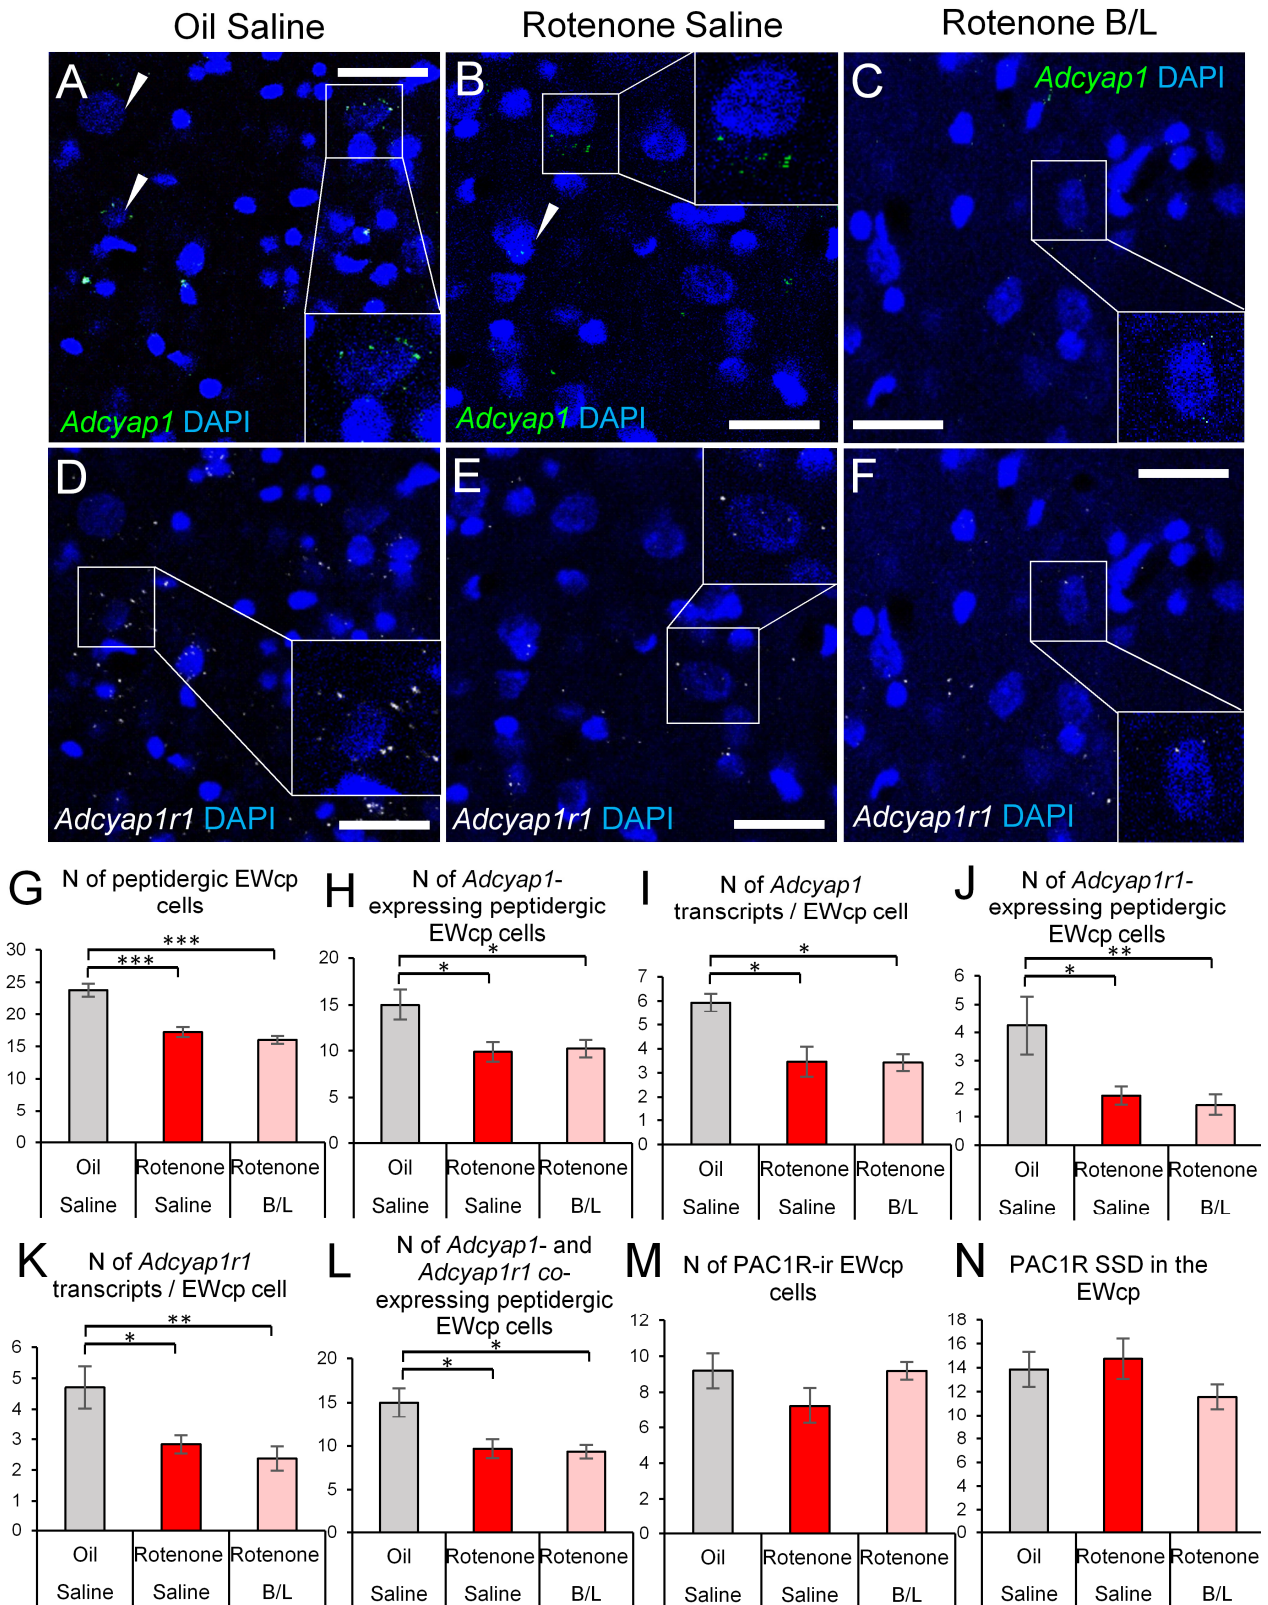 Oil Saline
Rotenone Saline
Rotenone B/L
A
B
C
Adcyap1 DAPI
Adcyap1 DAPI
Adcyap1 DAPI
D
E
F
Adcyap1r1 DAPI
Adcyap1r1 DAPI
Adcyap1r1 DAPI
G
N of peptidergic EWcp
cells
***
***
30
25
20
15
10
5
0
Oil
Rotenone
Rotenone
Saline
Saline
B/L
H
N of Adcyap1-
expressing peptidergic
EWcp cells
*
*
20
15
10
5
0
Oil
Rotenone
Rotenone
Saline
Saline
B/L
I
N of Adcyap1
transcripts / EWcp cell
*
*
7
6
5
4
3
2
1
0
Oil
Rotenone
Rotenone
Saline
Saline
B/L
J
N of Adcyap1r1-
expressing peptidergic
EWcp cells
**
*
6
5
4
3
2
1
0
Oil
Rotenone
Rotenone
Saline
Saline
B/L
K
N of Adcyap1r1
transcripts / EWcp cell
**
*
6
5
4
3
2
1
0
Oil
Rotenone
Rotenone
Saline
Saline
B/L
L
N of Adcyap1- and
Adcyap1r1 co-
expressing peptidergic
EWcp cells
*
*
20
15
10
5
0
Oil
Rotenone
Rotenone
Saline
Saline
B/L
M
N of PAC1R-ir EWcp
cells
12
10
8
6
4
2
0
Oil
Rotenone
Rotenone
Saline
Saline
B/L
N
PAC1R SSD in the
EWcp
18
16
14
12
10
8
6
4
2
0
Oil
Rotenone
Rotenone
Saline
Saline
B/L